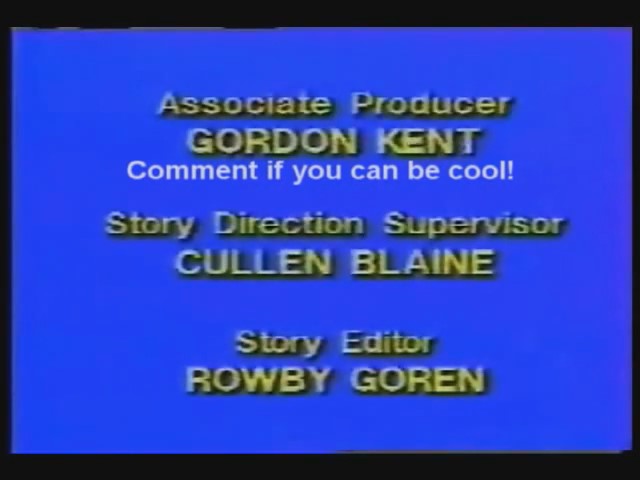 Associate Producer
GORDON KENT
Comment if you can be cool!
Story Direction Supervisor
CULLEN BLAINE
Story Editor
ROWBY GOREN